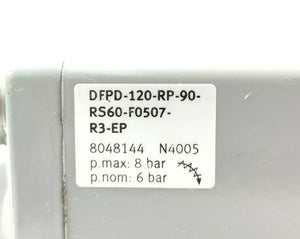 DFPD-120-RP-90-
RS60-F0507-
R3-EP
8048144 N4005
p.max: 8 bar
p.nom: 6 bar